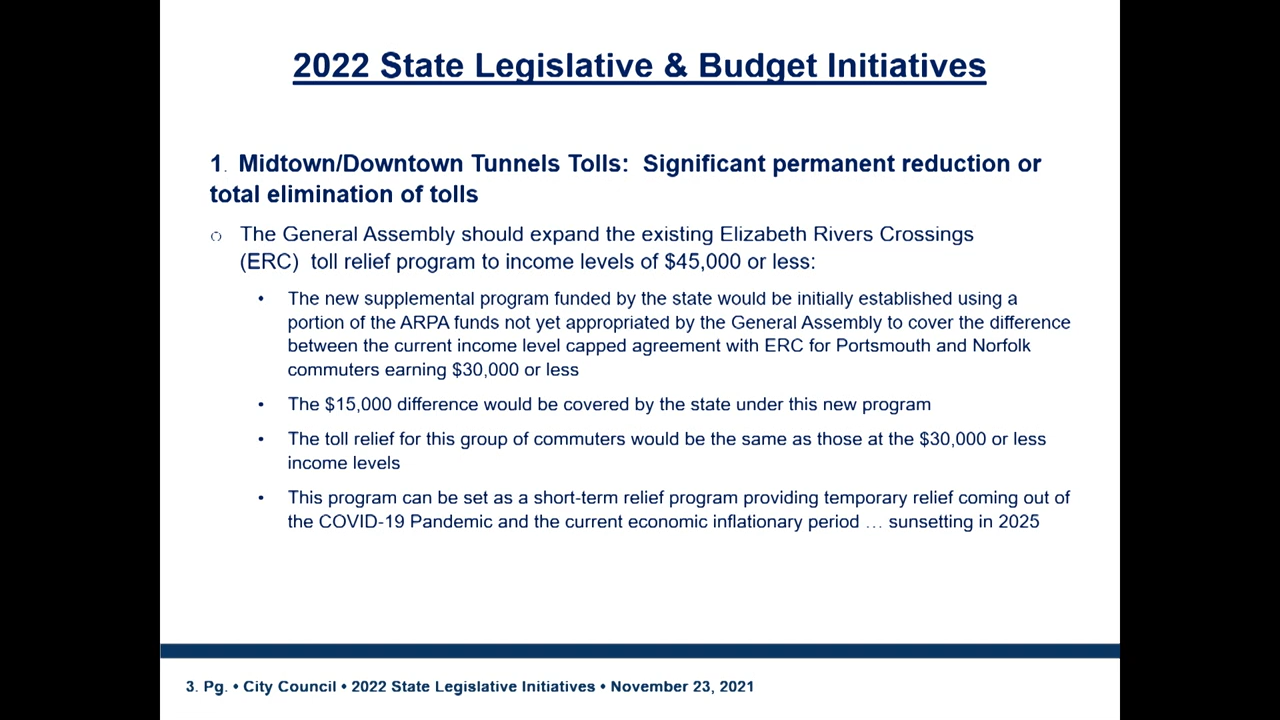 2022 State Legislative & Budget Initiatives
1. Midtown/Downtown Tunnels Tolls: Significant permanent reduction or
total elimination of tolls
o The General Assembly should expand the existing Elizabeth Rivers Crossings
(ERC) toll relief program to income levels of $45,000 or less:
• The new supplemental program funded by the state would be initially established using a
portion of the ARPA funds not yet appropriated by the General Assembly to cover the difference
between the current income level capped agreement with ERC for Portsmouth and Norfolk
commuters earning $30,000 or less
• The $15,000 difference would be covered by the state under this new program
• The toll relief for this group of commuters would be the same as those at the $30,000 or less
income levels
• This program can be set as a short-term relief program providing temporary relief coming out of
the COVID-19 Pandemic and the current economic inflationary period … sunsetting in 2025
3. Pg. • City Council • 2022 State Legislative Initiatives • November 23, 2021